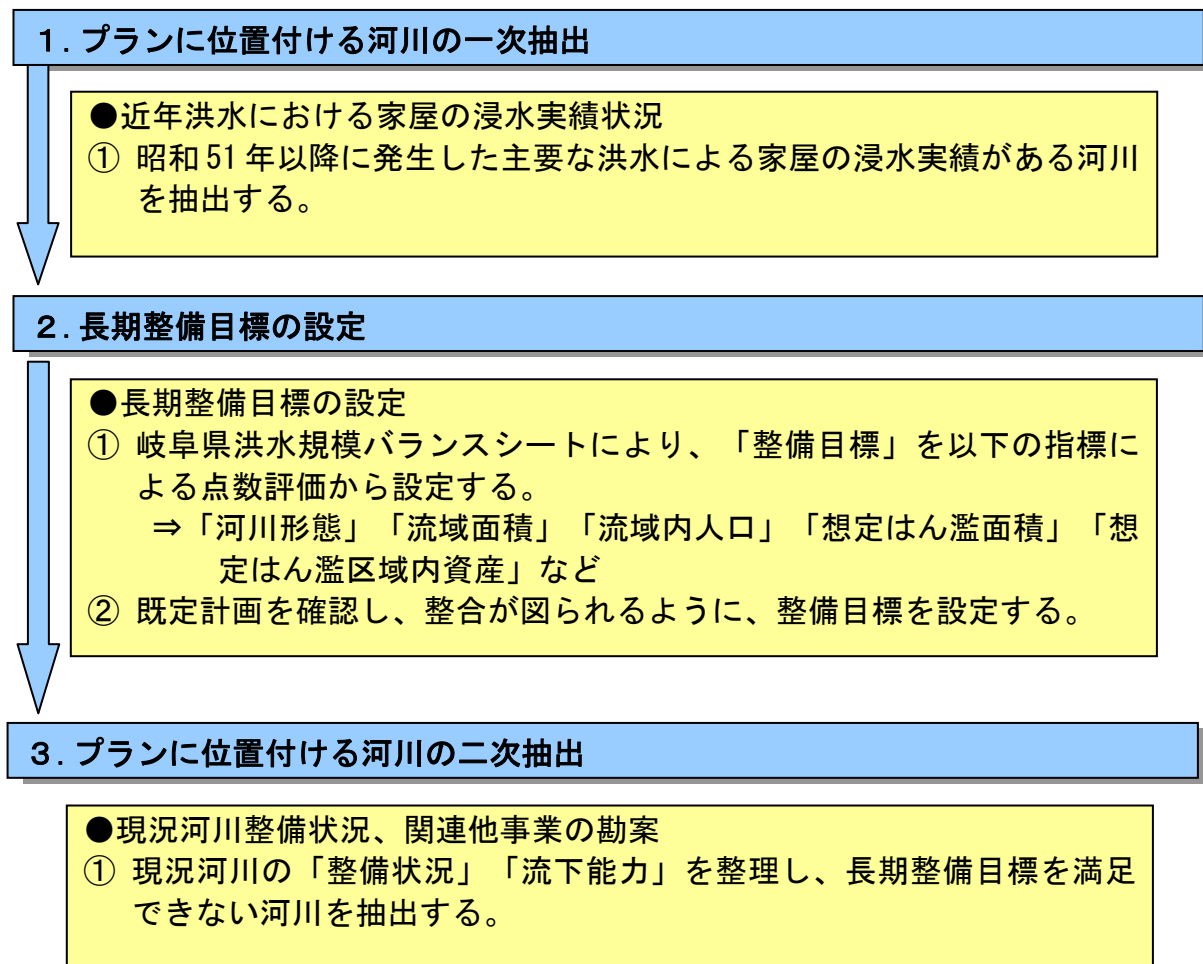 １．プランに位置付ける河川の一次抽出
●近年洪水における家屋の浸水実績状況
① 昭和51年以降に発生した主要な洪水による家屋の浸水実績がある河川
を抽出する。
２．長期整備目標の設定
●長期整備目標の設定
① 岐阜県洪水規模バランスシートにより、「整備目標」を以下の指標に
よる点数評価から設定する。
⇒「河川形態」「流域面積」「流域内人口」「想定はん濫面積」「想
定はん濫区域内資産」など
② 既定計画を確認し、整合が図られるように、整備目標を設定する。
３．プランに位置付ける河川の二次抽出
●現況河川整備状況、関連他事業の勘案
① 現況河川の「整備状況」「流下能力」を整理し、長期整備目標を満足
できない河川を抽出する。